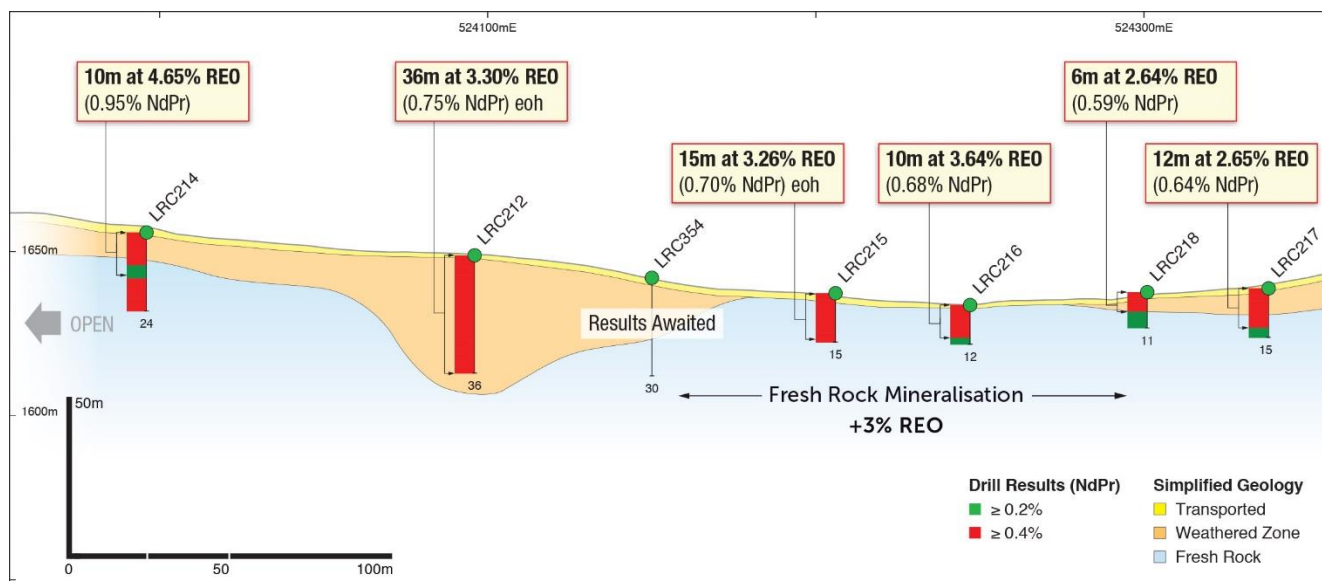 524100mE
524300mE
10m at 4.65% REO
(0.95% NdPr)
36m at 3.30% REO
(0.75% NdPr) eoh
6m at 2.64% REO
(0.59% NdPr)
15m at 3.26% REO
(0.70% NdPr) eoh
10m at 3.64% REO
(0.68% NdPr)
12m at 2.65% REO
(0.64% NdPr)
LRC214
LRC212
LRC354
LRC215
LRC216
LRC218
LRC217
1650m
OPEN
Results Awaited
24
36
30
15
12
11
15
1600m
50m
Fresh Rock Mineralisation
+3% REO
Drill Results (NdPr)
≥ 0.2%
≥ 0.4%
Simplified Geology
Transported
Weathered Zone
Fresh Rock
0
50
100m